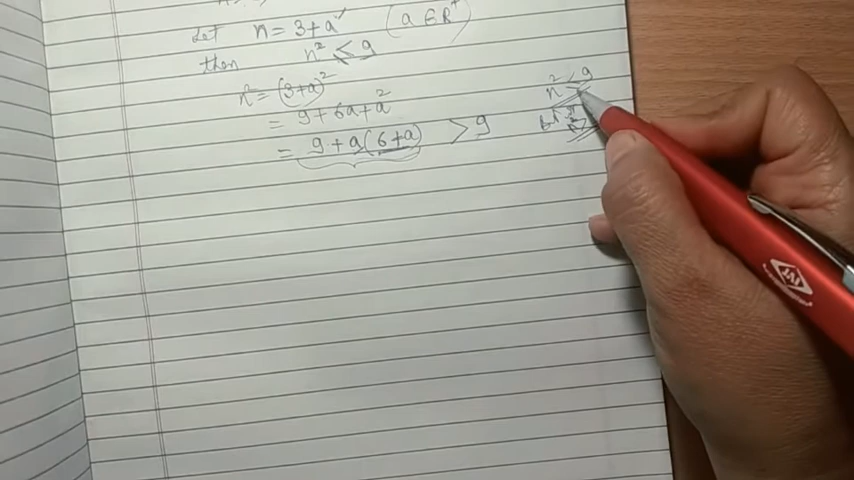 Let n = 3+a ✓ (a ∈ R⁺)
then n² ≤ 9
n² = (3+a)²
= 9 + 6a + a²
= 9 + a(6+a) > 9
n² ≤ 9